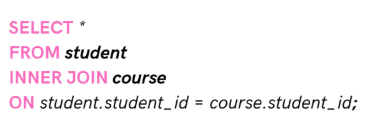 SELECT *
FROM student
INNER JOIN course
ON student.student_id = course.student_id;